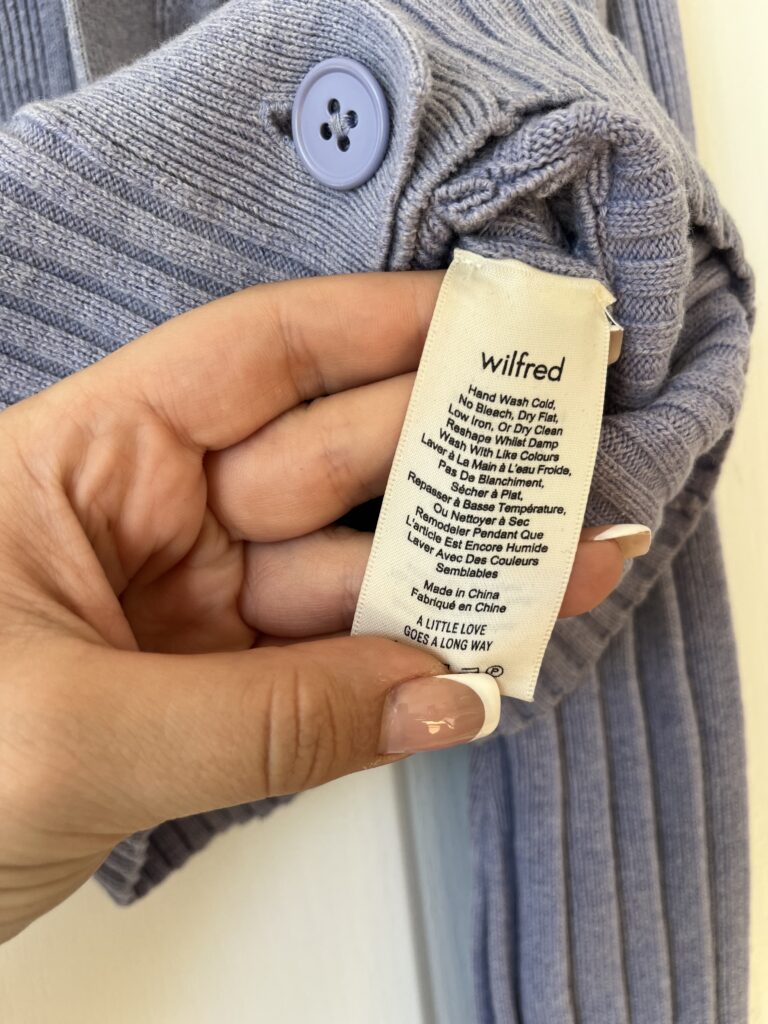 wilfred
Hand Wash Cold,
No Bleach, Dry Flat,
Low Iron, Or Dry Clean
Reshape Whilst Damp
Wash With Like Colours
Laver à La Main à L'eau Froide,
Pas De Blanchiment,
Sécher à Plat,
Repasser à Basse Température,
Ou Nettoyer à Sec
Remodeler Pendant Que
L'article Est Encore Humide
Laver Avec Des Couleurs
Semblables
Made in China
Fabriqué en Chine
A LITTLE LOVE
GOES A LONG WAY
P